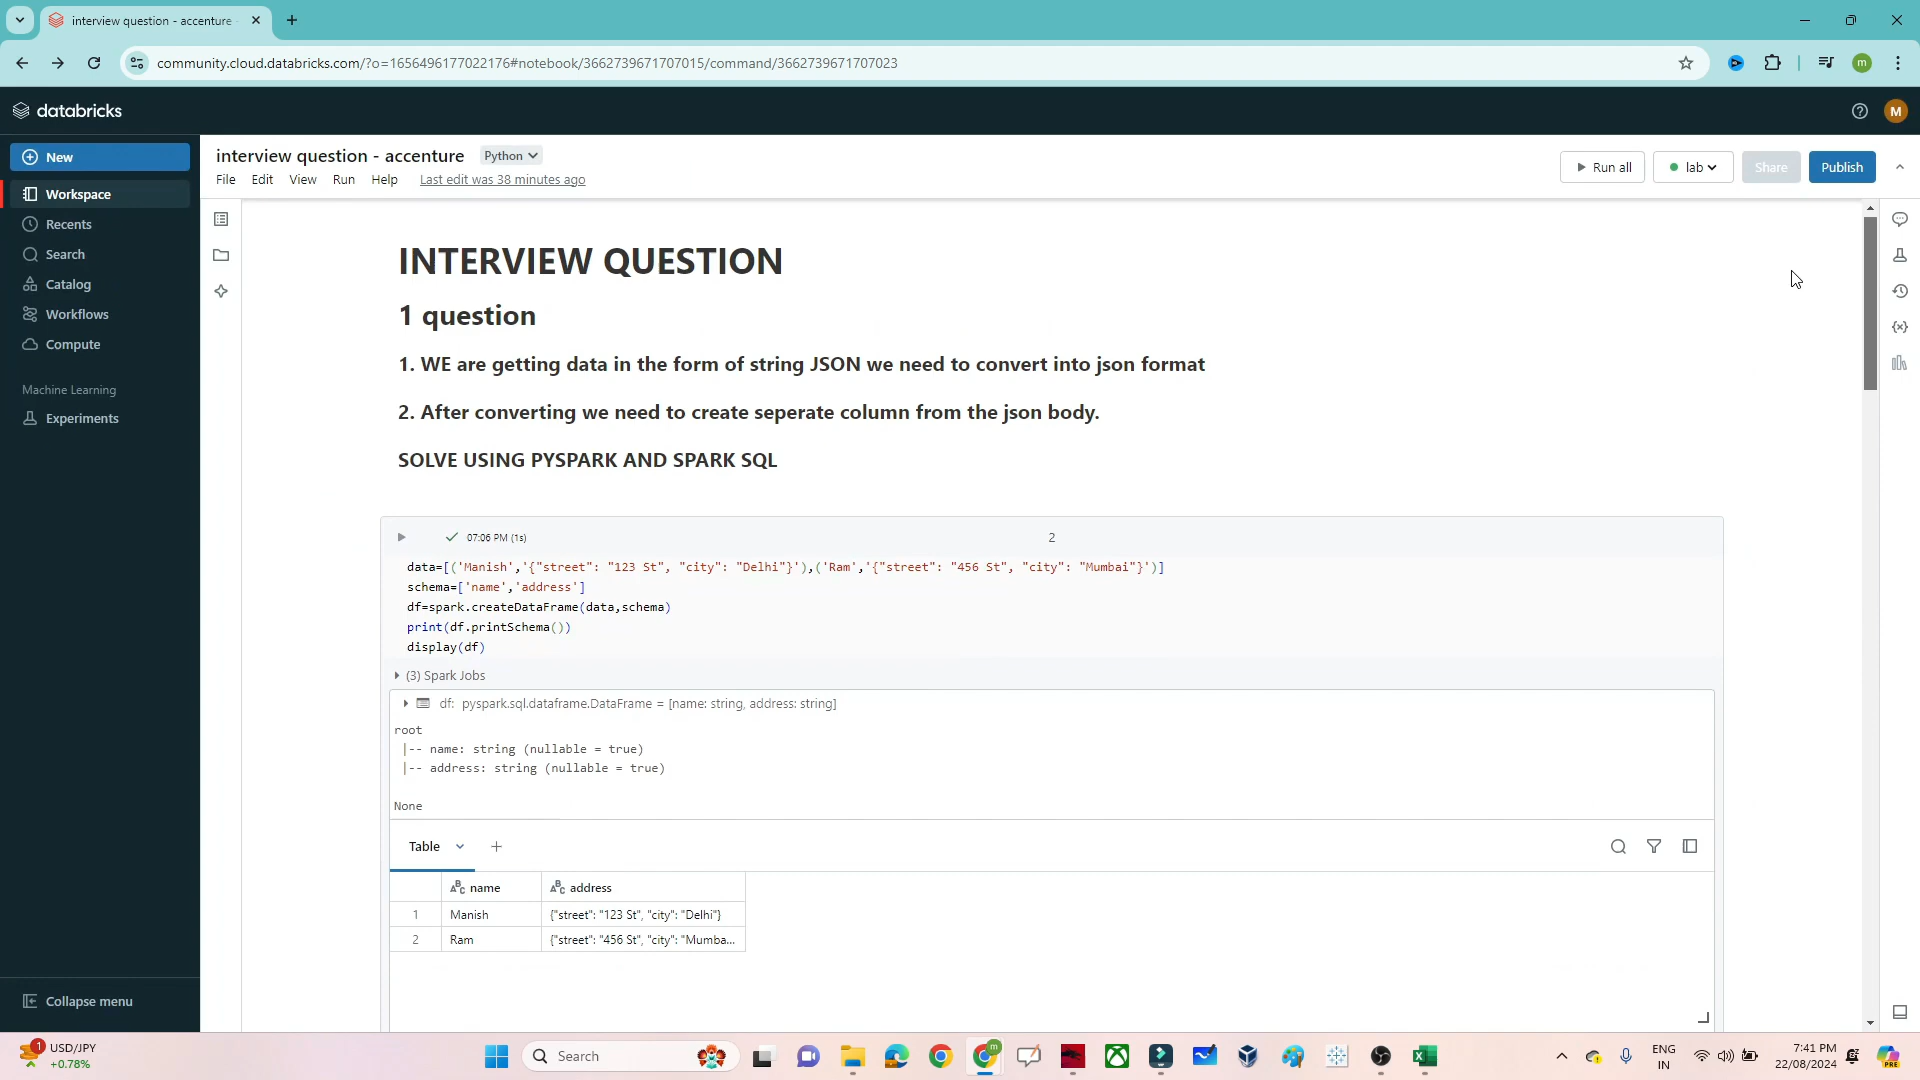 interview question - accenture
community.cloud.databricks.com/?o=1656496177022176#notebook/3662739671707015/command/3662739671707023
m
databricks
M
New
Workspace
Recents
Search
Catalog
Workflows
Compute
Machine Learning
Experiments
Collapse menu
interview question - accenture Python
File Edit View Run Help Last edit was 38 minutes ago
Run all lab Share Publish
INTERVIEW QUESTION
1 question
1. WE are getting data in the form of string JSON we need to convert into json format
2. After converting we need to create seperate column from the json body.
SOLVE USING PYSPARK AND SPARK SQL
07:06 PM (1s) 2
data=[('Manish','{"street": "123 St", "city": "Delhi"}'),('Ram','{"street": "456 St", "city": "Mumbai"}')]
schema=['name','address']
df=spark.createDataFrame(data,schema)
print(df.printSchema())
display(df)
(3) Spark Jobs
df: pyspark.sql.dataframe.DataFrame = [name: string, address: string]
root
|-- name: string (nullable = true)
|-- address: string (nullable = true)
None
Table
name address
1 Manish {"street": "123 St", "city": "Delhi"}
2 Ram {"street": "456 St", "city": "Mumba...
1 USD/JPY
+0.78%
Search
m
ENG
IN
7:41 PM
22/08/2024
PRE